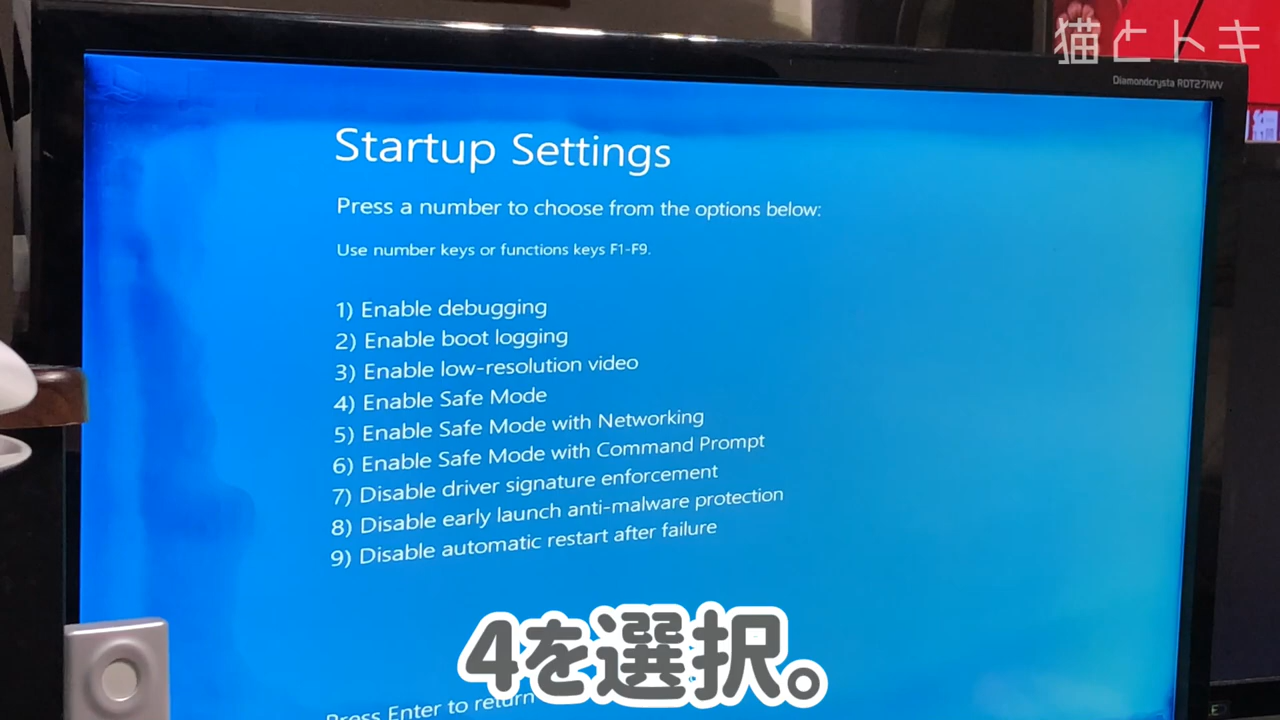 猫とトキ
Diamondcrysta RDT271WV
Startup Settings
Press a number to choose from the options below:
Use number keys or functions keys F1-F9.
1) Enable debugging
2) Enable boot logging
3) Enable low-resolution video
4) Enable Safe Mode
5) Enable Safe Mode with Networking
6) Enable Safe Mode with Command Prompt
7) Disable driver signature enforcement
8) Disable early launch anti-malware protection
9) Disable automatic restart after failure
4を選択。
Press Enter to return